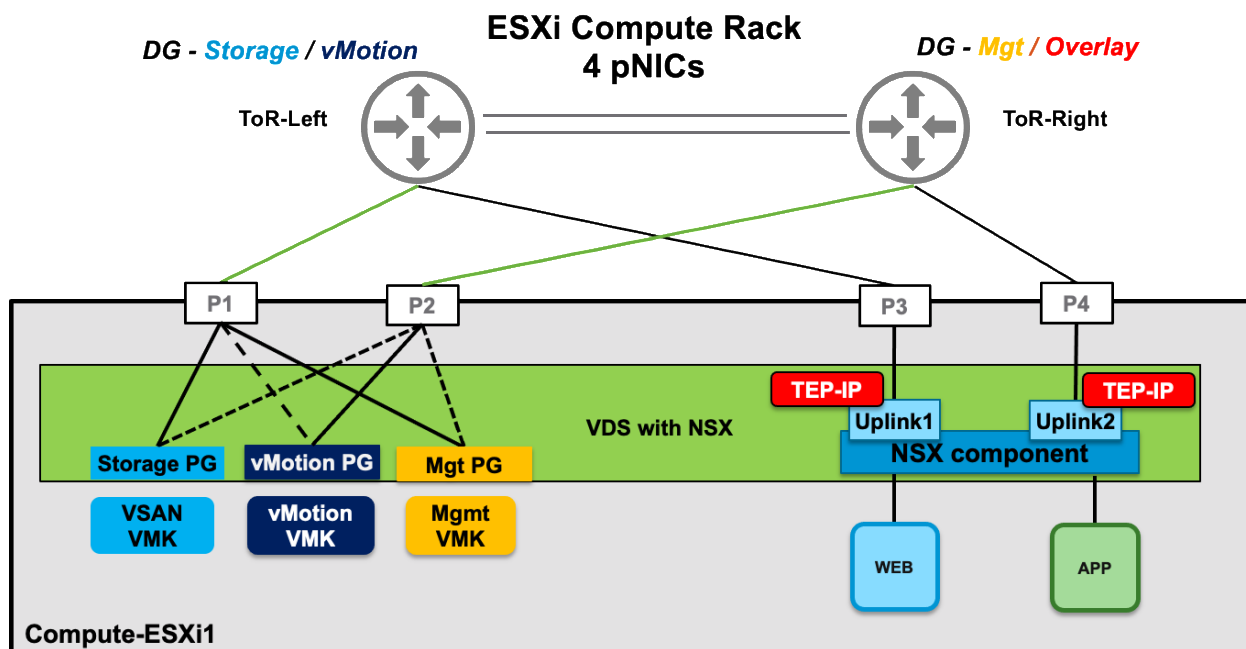 ESXi Compute Rack
4 pNICs
DG - Storage / vMotion
DG - Mgt / Overlay
ToR-Left
ToR-Right
P1
P2
P3
P4
TEP-IP
TEP-IP
Uplink1
Uplink2
VDS with NSX
NSX component
Storage PG
vMotion PG
Mgt PG
VSAN
VMK
vMotion
VMK
Mgmt
VMK
WEB
APP
Compute-ESXi1